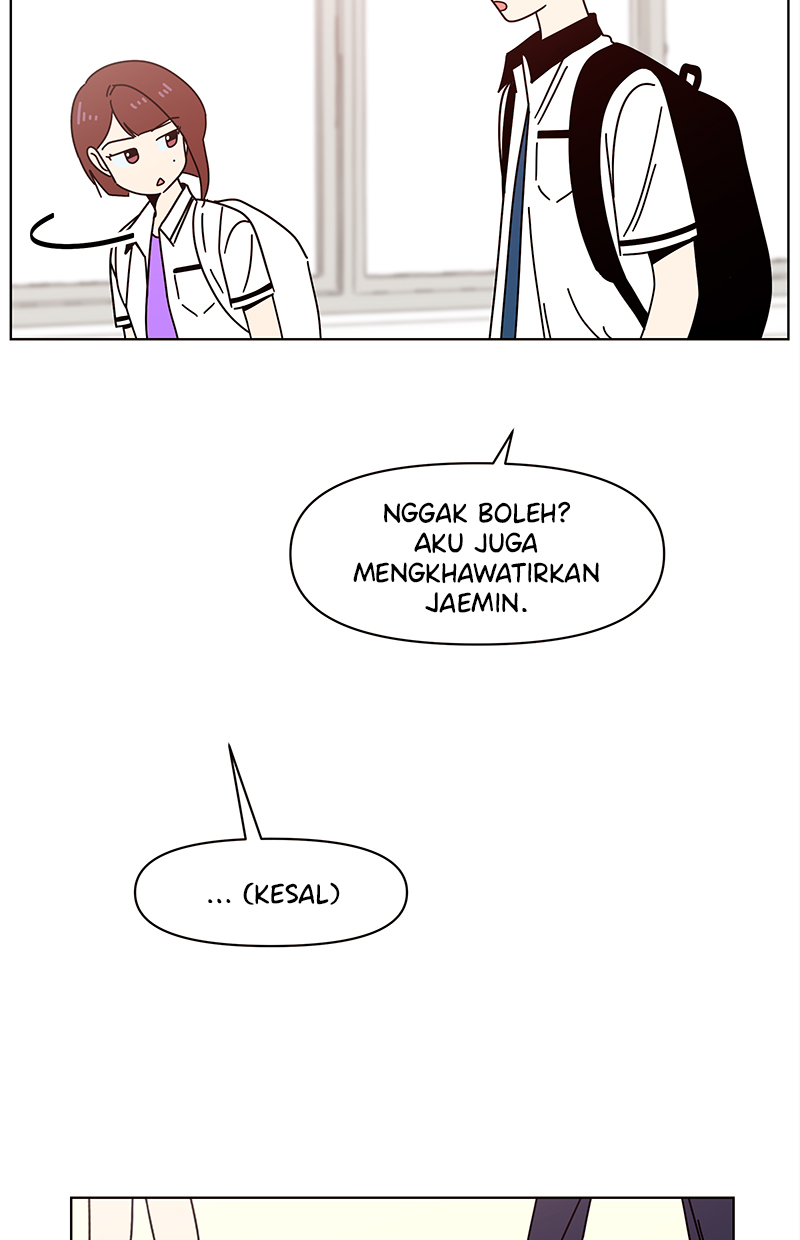 NGGAK BOLEH?
AKU JUGA
MENGKHAWATIRKAN
JAEMIN.
... (KESAL)